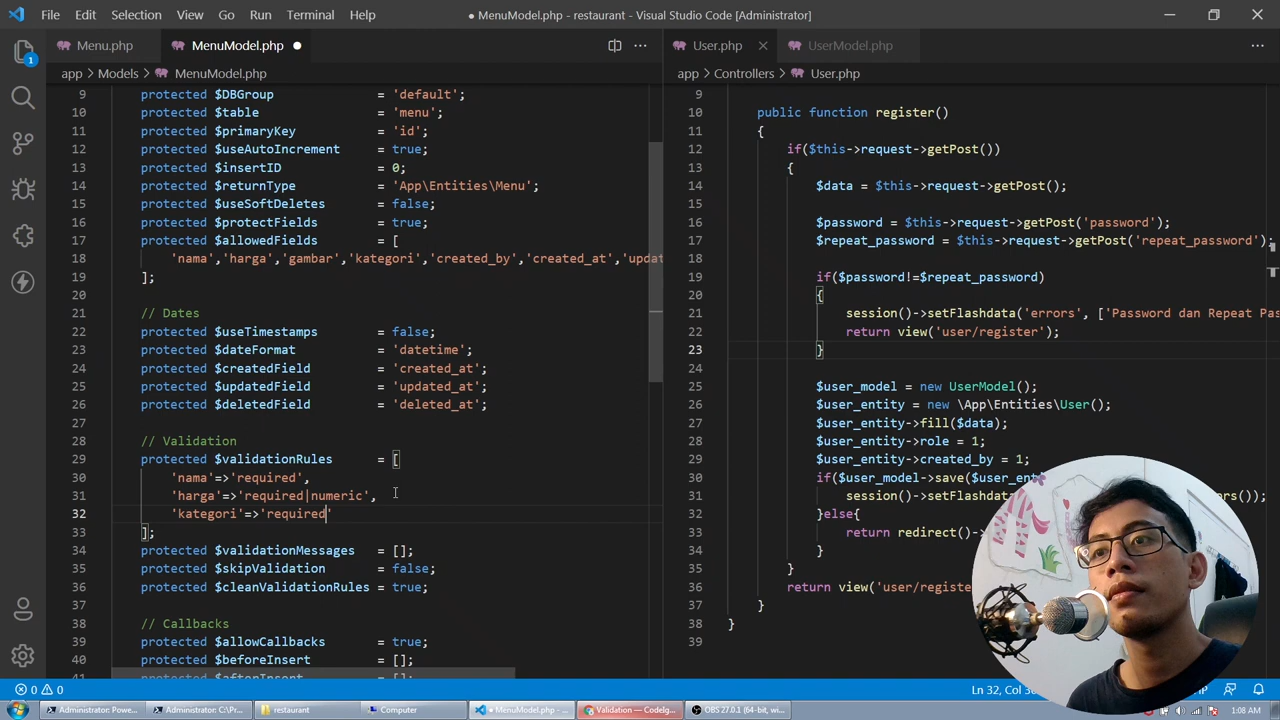 File Edit Selection View Go Run Terminal Help
● MenuModel.php - restaurant - Visual Studio Code [Administrator]
1
Menu.php
MenuModel.php
User.php
UserModel.php
app > Models > MenuModel.php
app > Controllers > User.php
9 protected $DBGroup = 'default';
10 protected $table = 'menu';
11 protected $primaryKey = 'id';
12 protected $useAutoIncrement = true;
13 protected $insertID = 0;
14 protected $returnType = 'App\Entities\Menu';
15 protected $useSoftDeletes = false;
16 protected $protectFields = true;
17 protected $allowedFields = [
18 'nama','harga','gambar','kategori','created_by','created_at','updat
19 ];
20
21 // Dates
22 protected $useTimestamps = false;
23 protected $dateFormat = 'datetime';
24 protected $createdField = 'created_at';
25 protected $updatedField = 'updated_at';
26 protected $deletedField = 'deleted_at';
27
28 // Validation
29 protected $validationRules = [
30 'nama'=>'required',
31 'harga'=>'required|numeric',
32 'kategori'=>'required'
33 ];
34 protected $validationMessages = [];
35 protected $skipValidation = false;
36 protected $cleanValidationRules = true;
37
38 // Callbacks
39 protected $allowCallbacks = true;
40 protected $beforeInsert = [];
9
10 public function register()
11 {
12 if($this->request->getPost())
13 {
14 $data = $this->request->getPost();
15
16 $password = $this->request->getPost('password');
17 $repeat_password = $this->request->getPost('repeat_password');
18
19 if($password!=$repeat_password)
20 {
21 session()->setFlashdata('errors', ['Password dan Repeat Pas
22 return view('user/register');
23 }
24
25 $user_model = new UserModel();
26 $user_entity = new \App\Entities\User();
27 $user_entity->fill($data);
28 $user_entity->role = 1;
29 $user_entity->created_by = 1;
30 if($user_model->save($user_ent
31 session()->setFlashdata( ers());
32 }else{
33 return redirect()->
34 }
35 }
36 return view('user/registe
37 }
38 }
39
0 0
Ln 32, Col 3
HP
Administrator: Powe...
Administrator: C:\Pr...
restaurant
Computer
● MenuModel.php - ...
Validation — CodeIg...
OBS 27.0.1 (64-bit, wi...
1:08 AM